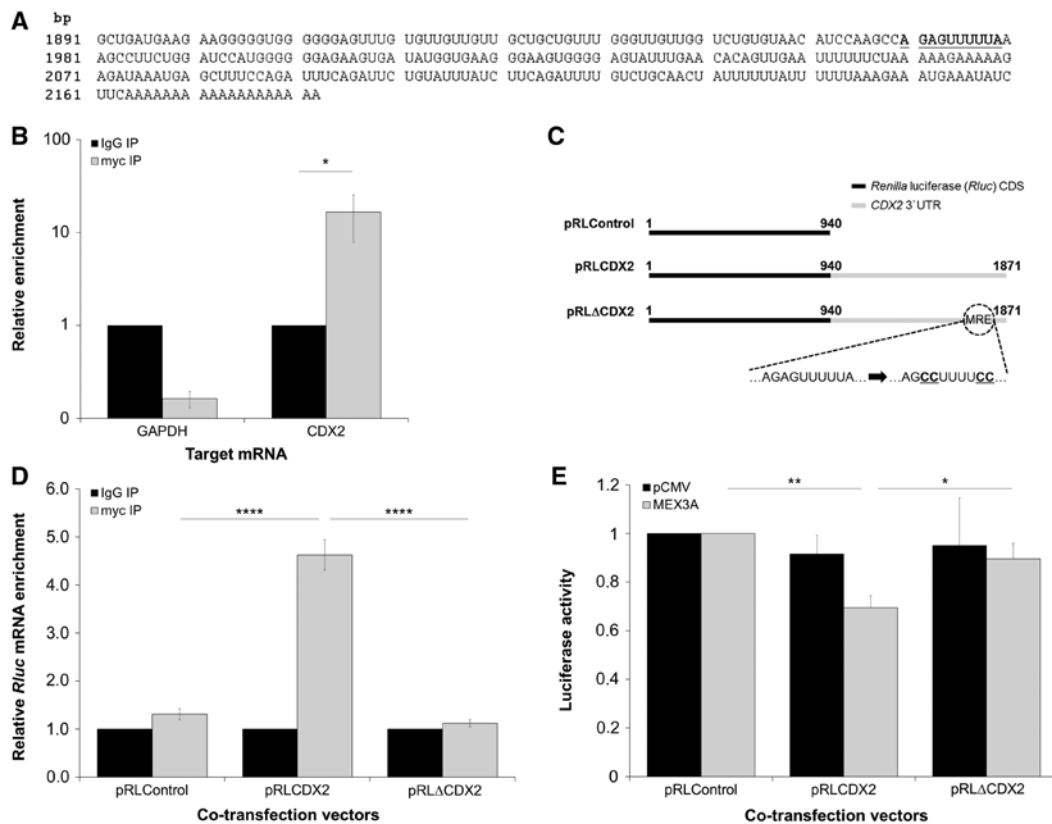 A
bp
1891 GCUGAUGAAG AAGGGGGUGG GGGGAGUUUG UGUUGUUGUU GCUGCUGUUU GGGUUGUUGG UCUGUGUAAC AUCCAAGCCA GAGUUUUUAA
1981 AGCCUUCUGG AUCCAUGGGG GGAGAAGUGA UAUGGUGAAG GGAAGUGGGG AGUAUUUGAA CACAGUUGAA UUUUUUCUAA AAAGAAAAAG
2071 AGAUAAAUGA GCUUUCCAGA UUUCAGAUUC UGUAUUUAUC UUCAGAUUUU GUCUGCAACU AUUUUUUAUU UUUUAAAGAA AUGAAAUAUC
2161 UUCAAAAAAA AAAAAAAAAA AA
B
IgG IP
myc IP
*
100
10
1
0
Relative enrichment
GAPDH
CDX2
Target mRNA
C
Renilla luciferase (Rluc) CDS
CDX2 3`UTR
pRLControl
1
940
pRLCDX2
1
940
1871
pRLΔCDX2
1
940
1871
MRE
...AGAGUUUUUA... ...AGCCUUUUCC...
D
IgG IP
myc IP
****
****
6.0
5.0
4.0
3.0
2.0
1.0
0.0
Relative Rluc mRNA enrichment
pRLControl
pRLCDX2
pRLΔCDX2
Co-transfection vectors
E
pCMV
MEX3A
**
*
1.2
1
0.8
0.6
0.4
0.2
0
Luciferase activity
pRLControl
pRLCDX2
pRLΔCDX2
Co-transfection vectors